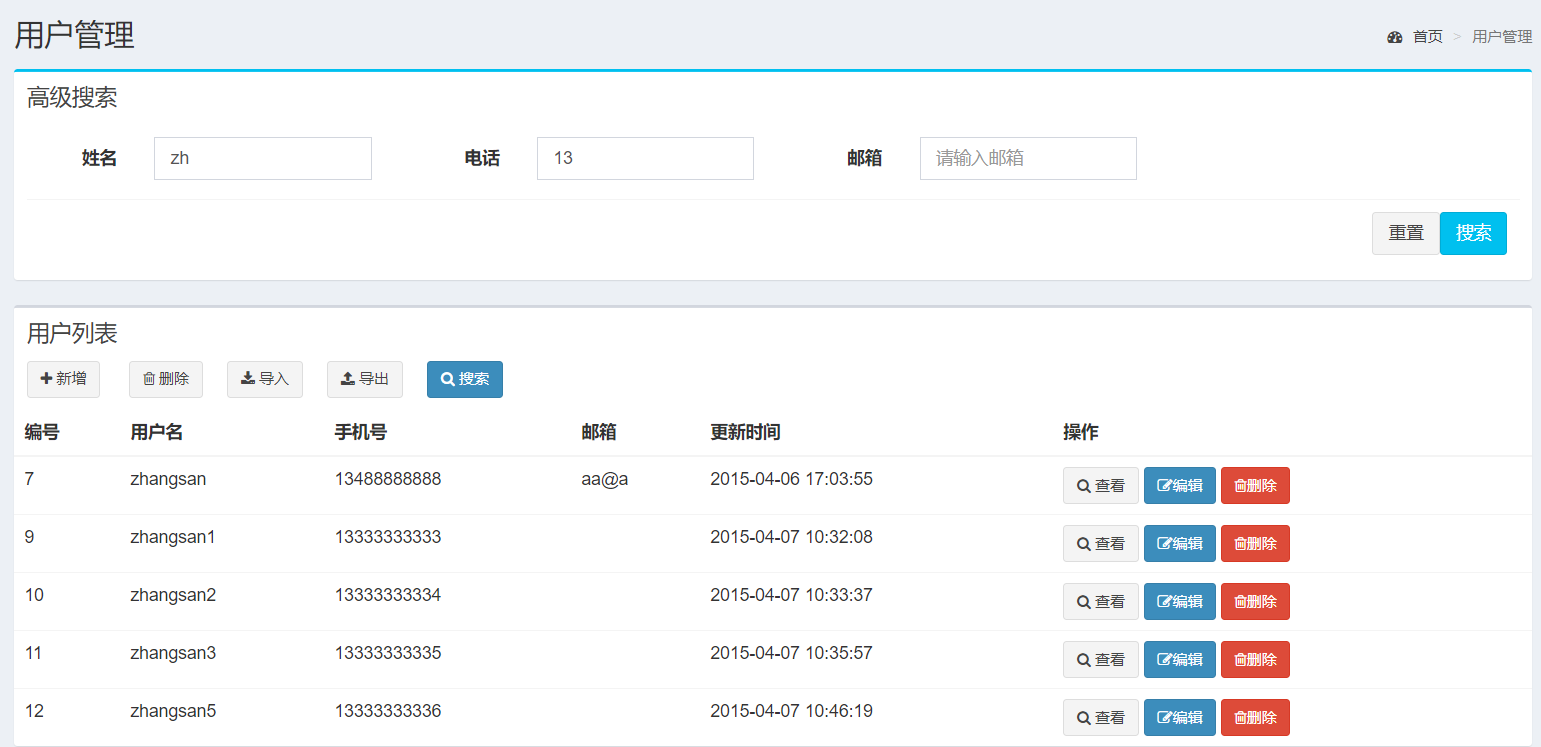 用户管理
首页 > 用户管理
高级搜索
姓名 zh 电话 13 邮箱 请输入邮箱
重置 搜索
用户列表
新增 删除 导入 导出 搜索
编号 用户名 手机号 邮箱 更新时间 操作
7 zhangsan 13488888888 aa@a 2015-04-06 17:03:55 查看 编辑 删除
9 zhangsan1 13333333333 2015-04-07 10:32:08 查看 编辑 删除
10 zhangsan2 13333333334 2015-04-07 10:33:37 查看 编辑 删除
11 zhangsan3 13333333335 2015-04-07 10:35:57 查看 编辑 删除
12 zhangsan5 13333333336 2015-04-07 10:46:19 查看 编辑 删除